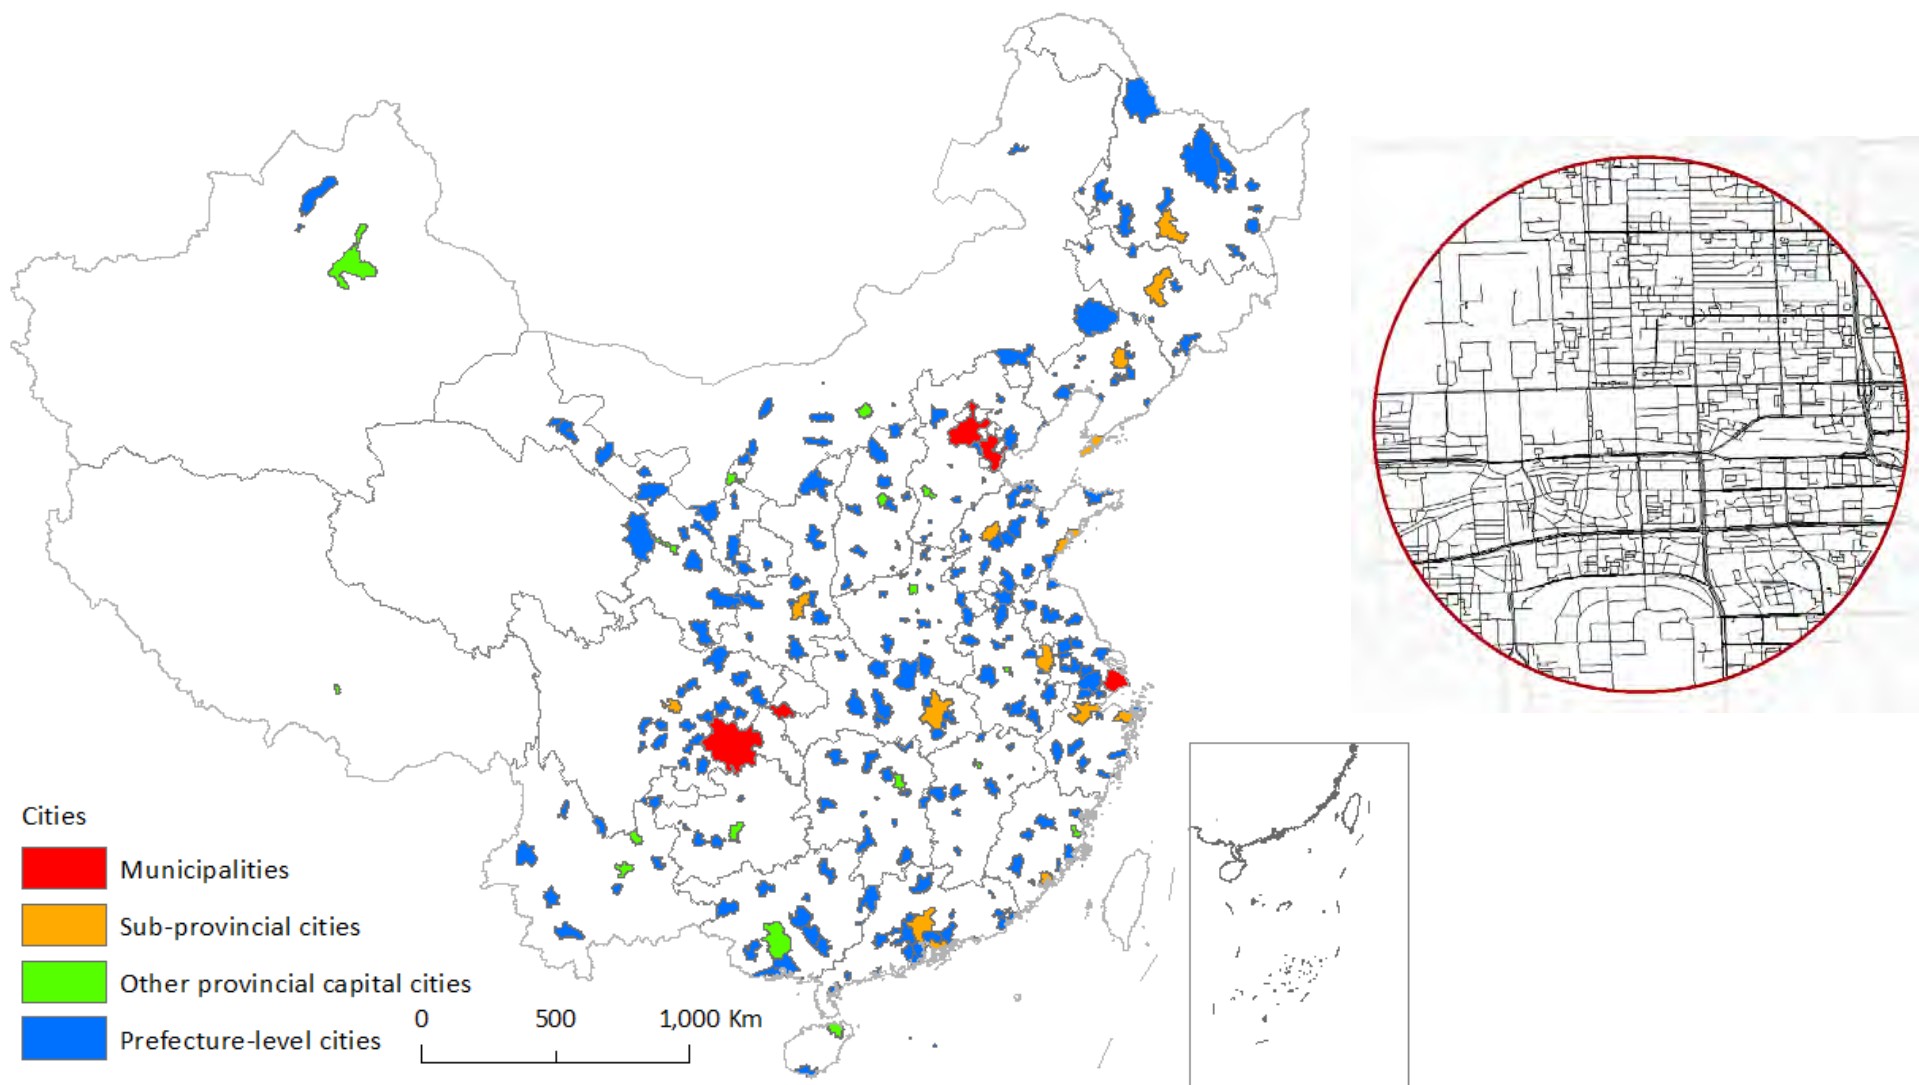 Cities
Municipalities
Sub-provincial cities
Other provincial capital cities
Prefecture-level cities
0 500 1,000 Km